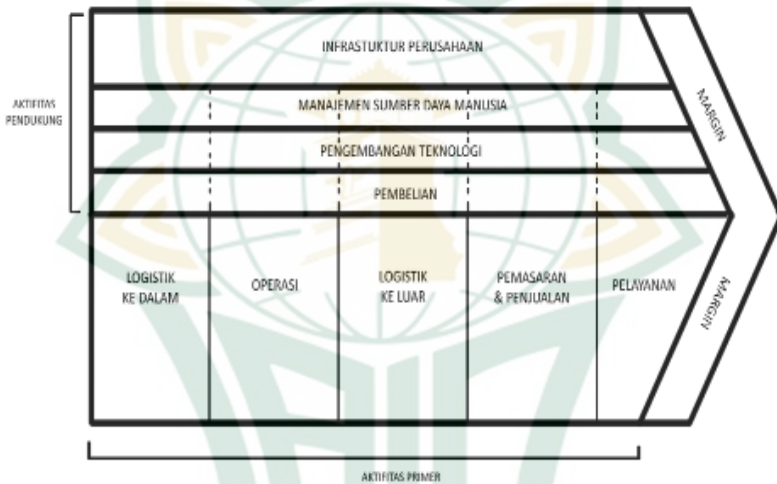 INFRASTUKTUR PERUSAHAAN
AKTIFITAS
PENDUKUNG
MANAJEMEN SUMBER DAYA MANUSIA
PENGEMBANGAN TEKNOLOGI
PEMBELIAN
MARGIN
LOGISTIK
KE DALAM
OPERASI
LOGISTIK
KE LUAR
PEMASARAN
& PENJUALAN
PELAYANAN
MARGIN
AKTIFITAS PRIMER